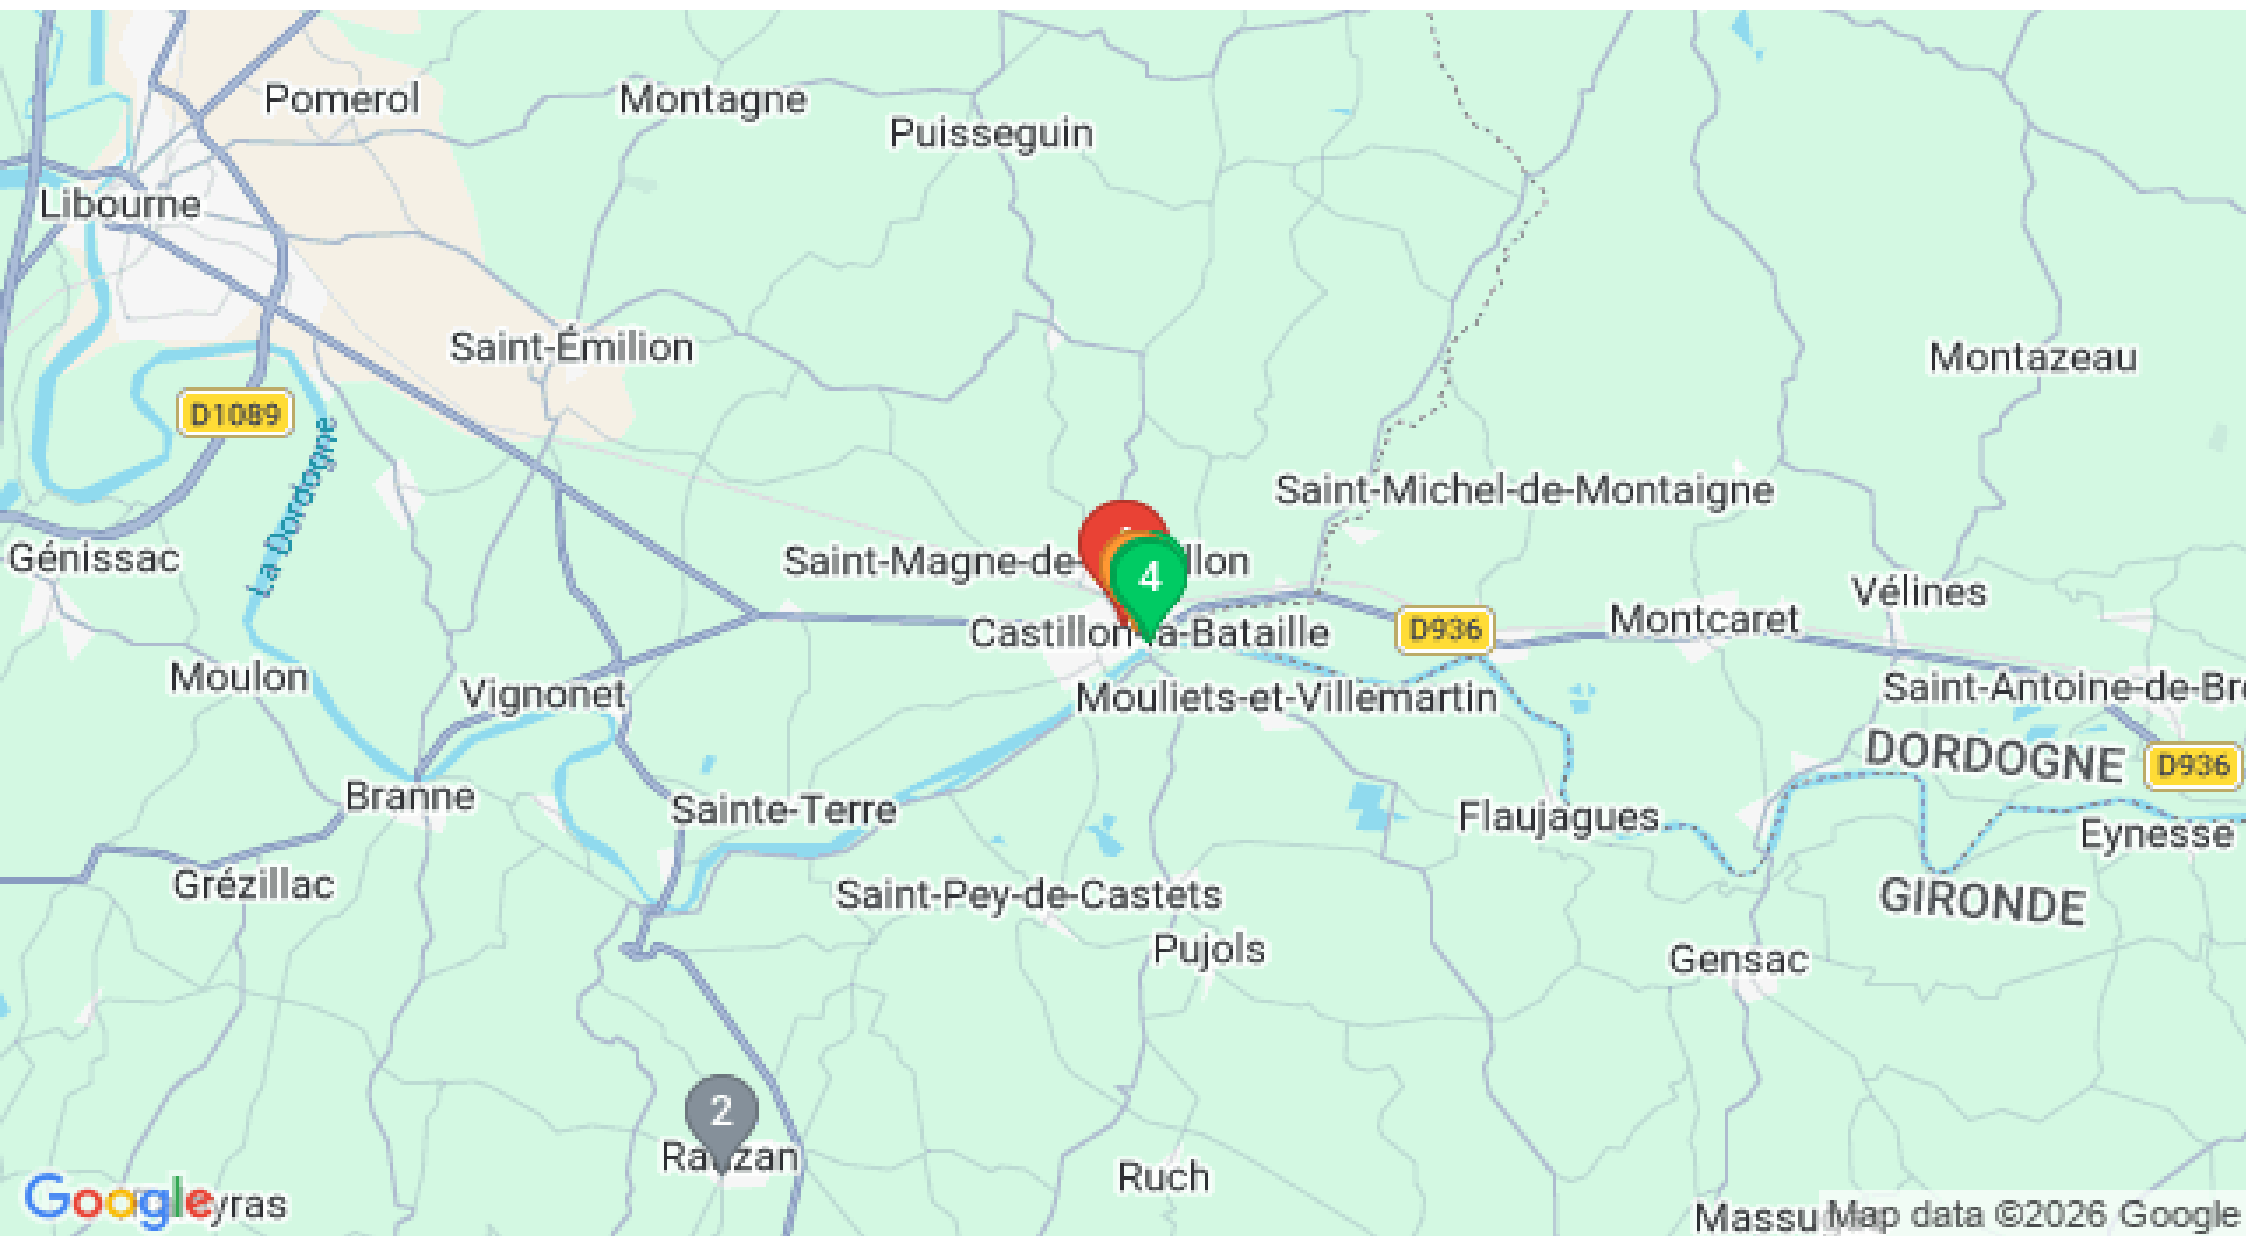 Pomerol
Montagne
Puisseguin
Libourne
Saint-Émilion
Montazeau
D1089
La Dordogne
Saint-Michel-de-Montaigne
Génissac
Saint-Magne-de- llon
4
Vélines
Montcaret
D936
Castillon-la-Bataille
Moulon
Vignonet
Mouliets-et-Villemartin
Saint-Antoine-de-Bre
DORDOGNE
D936
Branne
Sainte-Terre
Flaujagues
Eynesse
Grézillac
Saint-Pey-de-Castets
GIRONDE
Pujols
Gensac
2
Rauzan
Ruch
Google
yras
Massu
Map data ©2026 Google